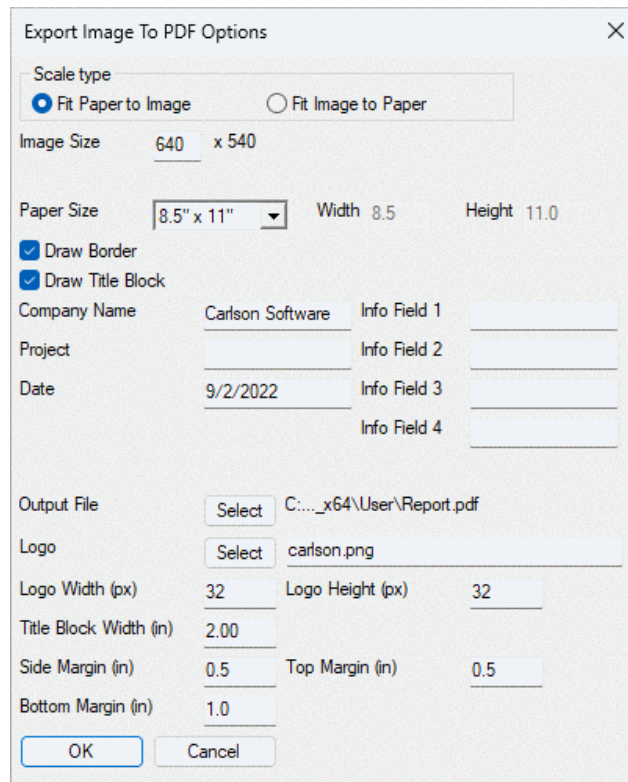 Export Image To PDF Options
Scale type
Fit Paper to Image Fit Image to Paper
Image Size 640 x 540
Paper Size 8.5" x 11" Width 8.5 Height 11.0
Draw Border
Draw Title Block
Company Name Carlson Software Info Field 1
Project Info Field 2
Date 9/2/2022 Info Field 3
Info Field 4
Output File Select C:..._x64\User\Report.pdf
Logo Select carlson.png
Logo Width (px) 32 Logo Height (px) 32
Title Block Width (in) 2.00
Side Margin (in) 0.5 Top Margin (in) 0.5
Bottom Margin (in) 1.0
OK Cancel